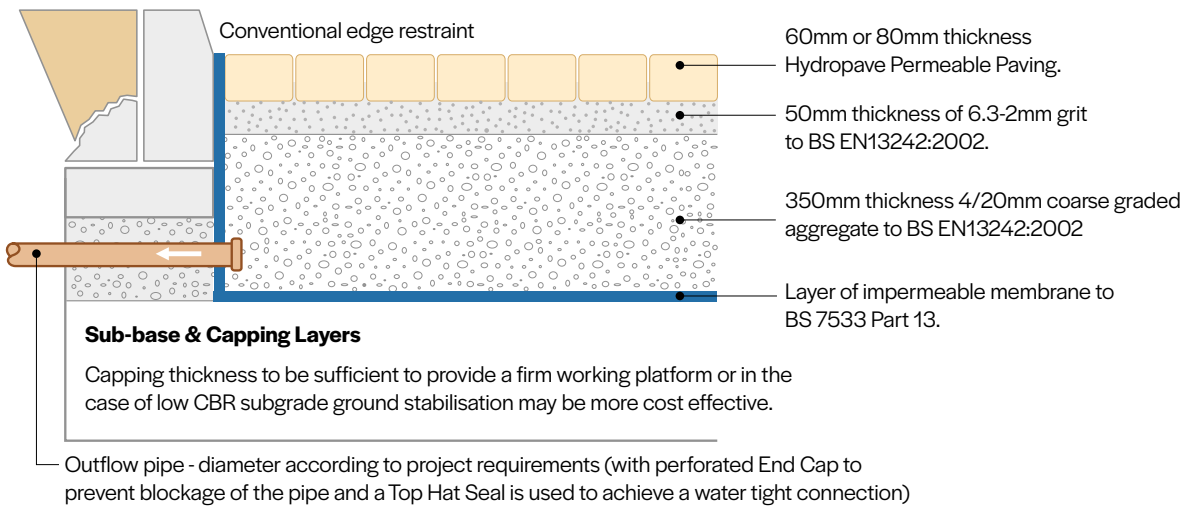 Conventional edge restraint
60mm or 80mm thickness
Hydropave Permeable Paving.
50mm thickness of 6.3-2mm grit
to BS EN13242:2002.
350mm thickness 4/20mm coarse graded
aggregate to BS EN13242:2002
Layer of impermeable membrane to
BS 7533 Part 13.
Sub-base & Capping Layers
Capping thickness to be sufficient to provide a firm working platform or in the
case of low CBR subgrade ground stabilisation may be more cost effective.
Outflow pipe - diameter according to project requirements (with perforated End Cap to
prevent blockage of the pipe and a Top Hat Seal is used to achieve a water tight connection)